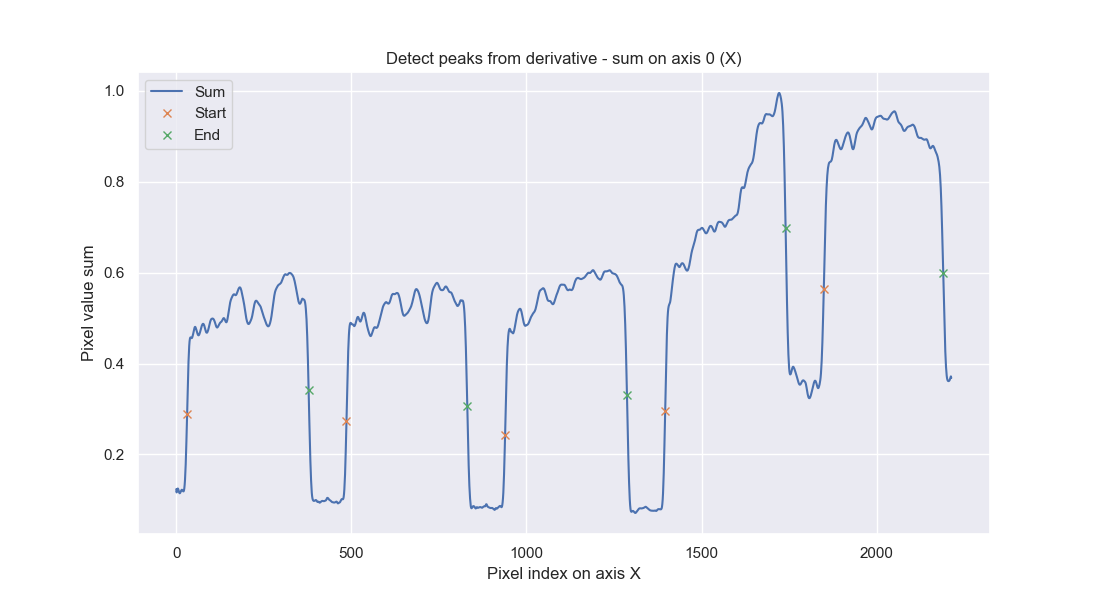 Detect peaks from derivative - sum on axis 0 (X)
Sum
Start
End
1.0
0.8
0.6
0.4
0.2
Pixel value sum
0
500
1000
1500
2000
Pixel index on axis X